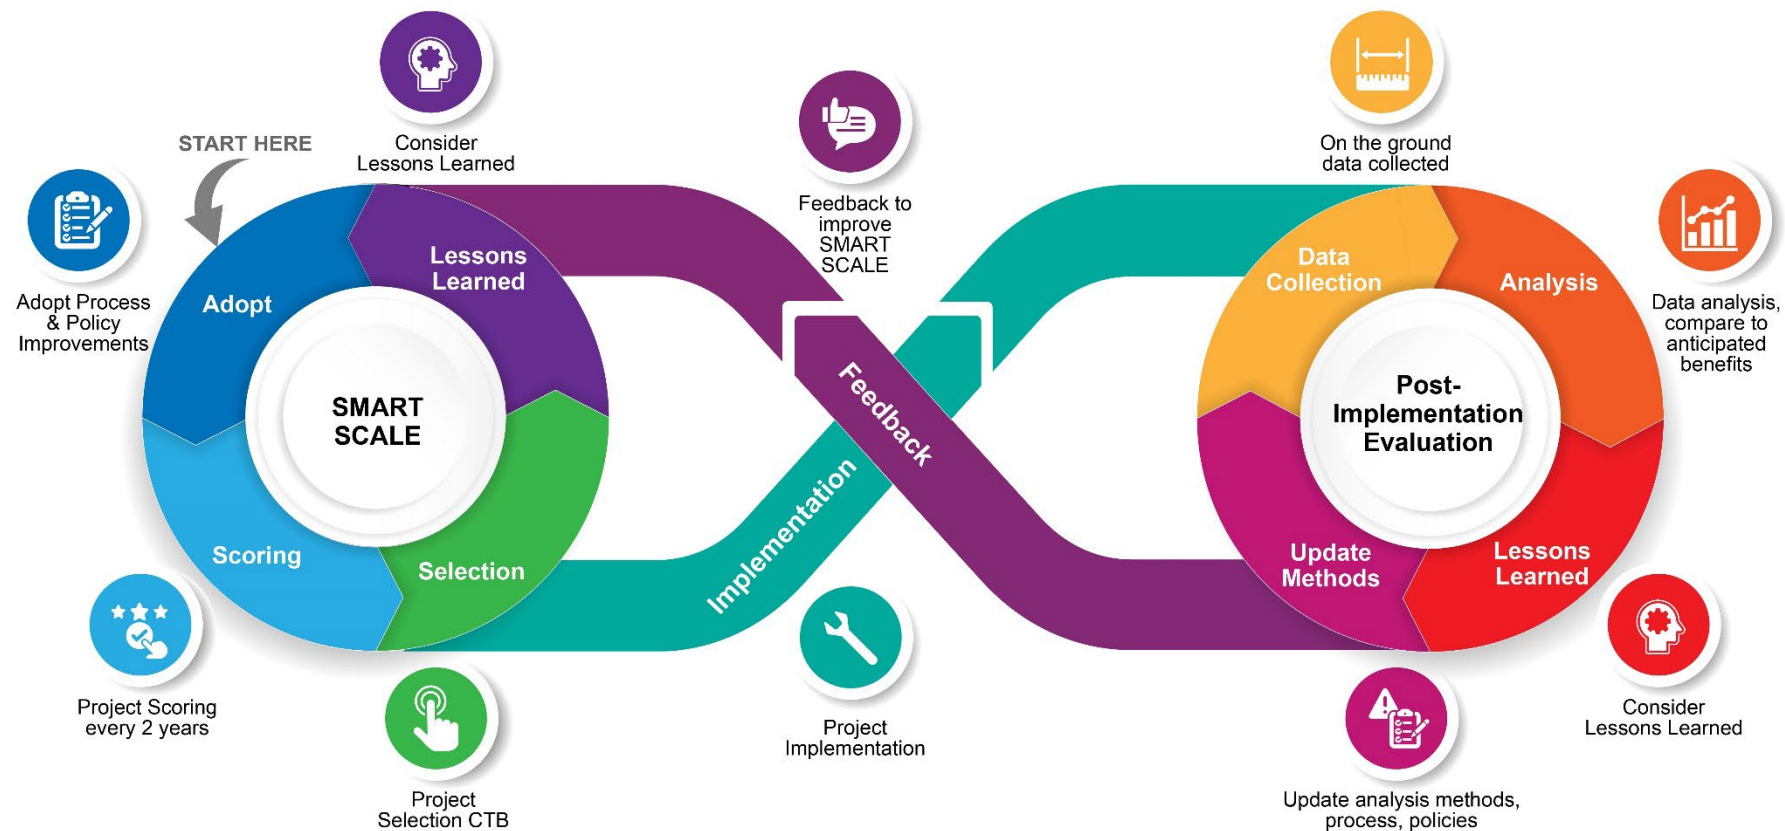 START HERE
Consider
Lessons Learned
Feedback to
improve
SMART
SCALE
On the ground
data collected
Adopt Process
& Policy
Improvements
Adopt
Lessons
Learned
SMART
SCALE
Scoring
Selection
Project Scoring
every 2 years
Project
Selection CTB
Feedback
Implementation
Project
Implementation
Data
Collection
Analysis
Data analysis,
compare to
anticipated
benefits
Post-
Implementation
Evaluation
Update
Methods
Lessons
Learned
Consider
Lessons Learned
Update analysis methods,
process, policies